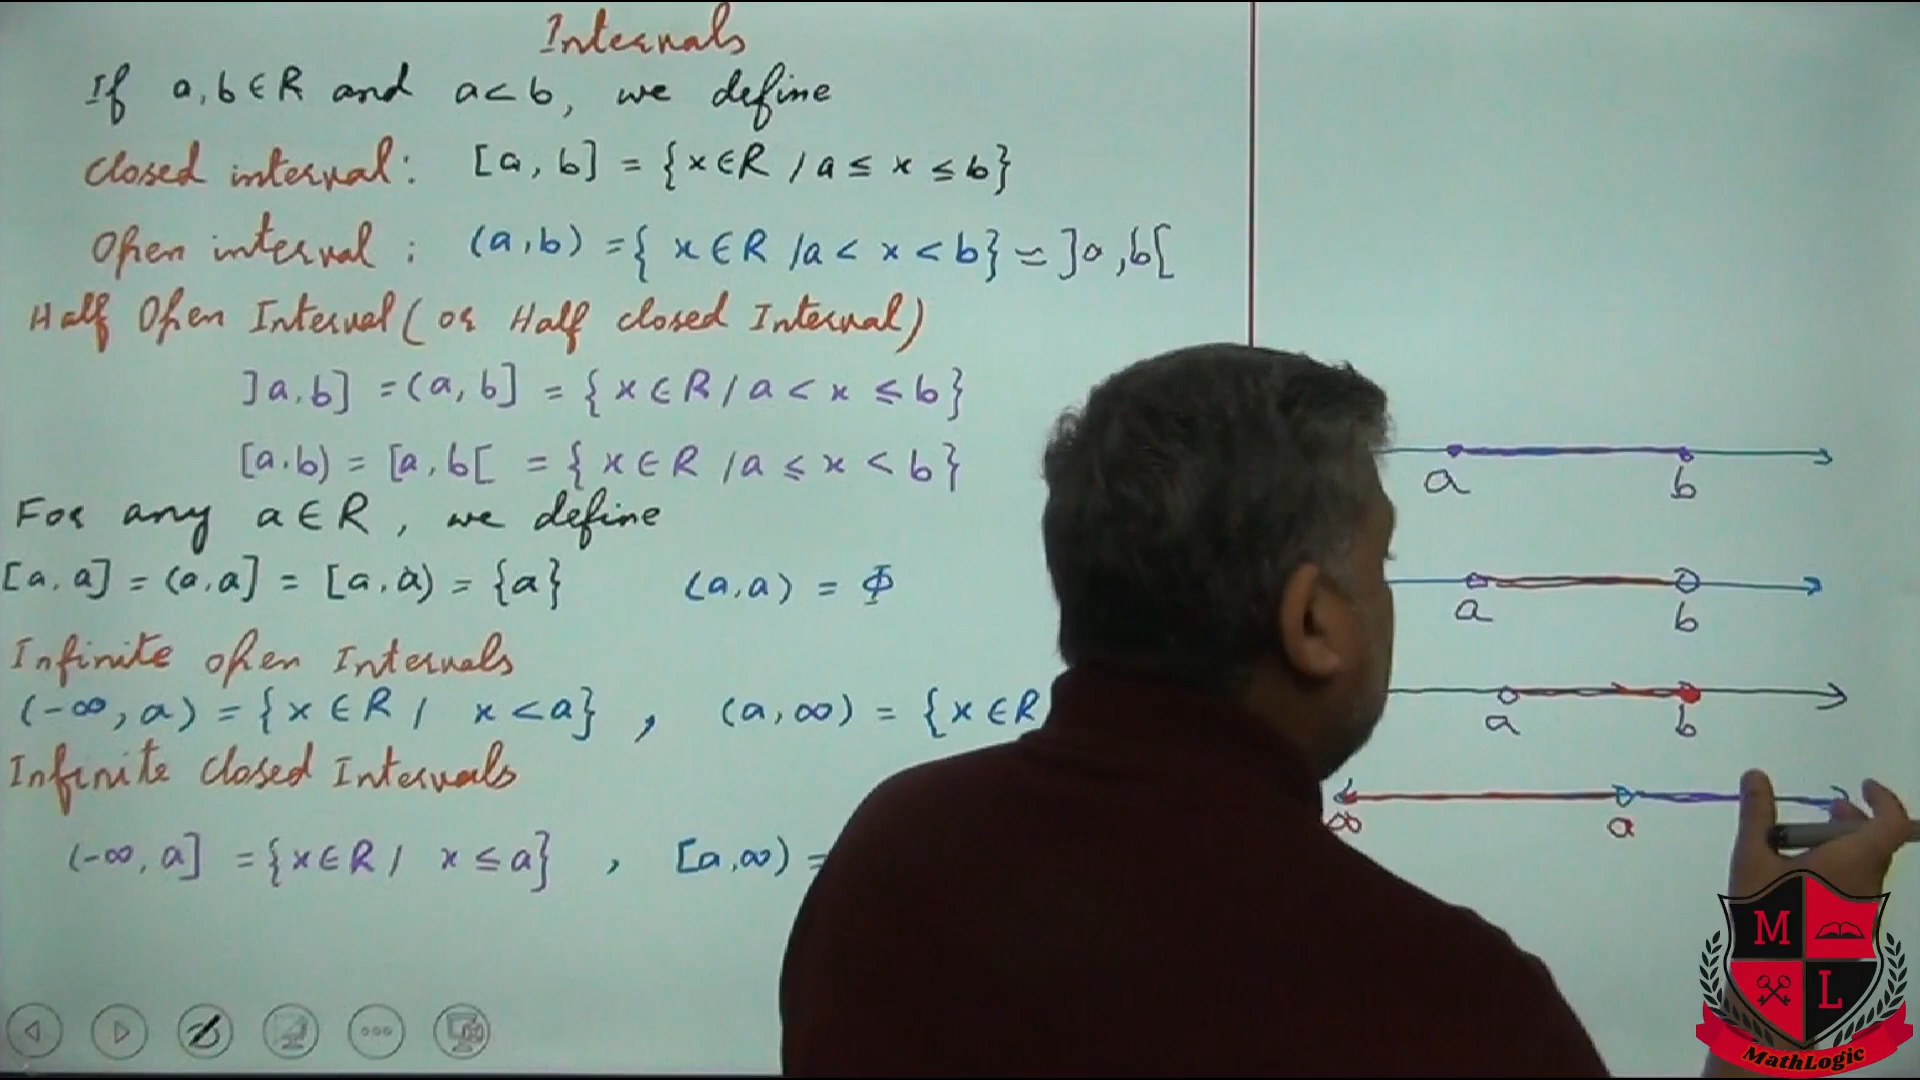 Intervals
If a, b ∈ R and a < b, we define
Closed interval: [a, b] = {x ∈ R / a ≤ x ≤ b}
Open interval: (a, b) = {x ∈ R / a < x < b} = ]a, b[
Half Open Interval (or Half closed Interval)
]a, b] = (a, b] = {x ∈ R / a < x ≤ b}
[a, b) = [a, b[ = {x ∈ R / a ≤ x < b}
For any a ∈ R, we define
[a, a] = (a, a] = [a, a) = {a} (a, a) = Φ
Infinite open Intervals
(-∞, a) = {x ∈ R / x < a} , (a, ∞) = {x ∈ R
Infinite Closed Intervals
(-∞, a] = {x ∈ R / x ≤ a} , [a, ∞) =
a b
a b
a b
∞ a
M L
MathLogic